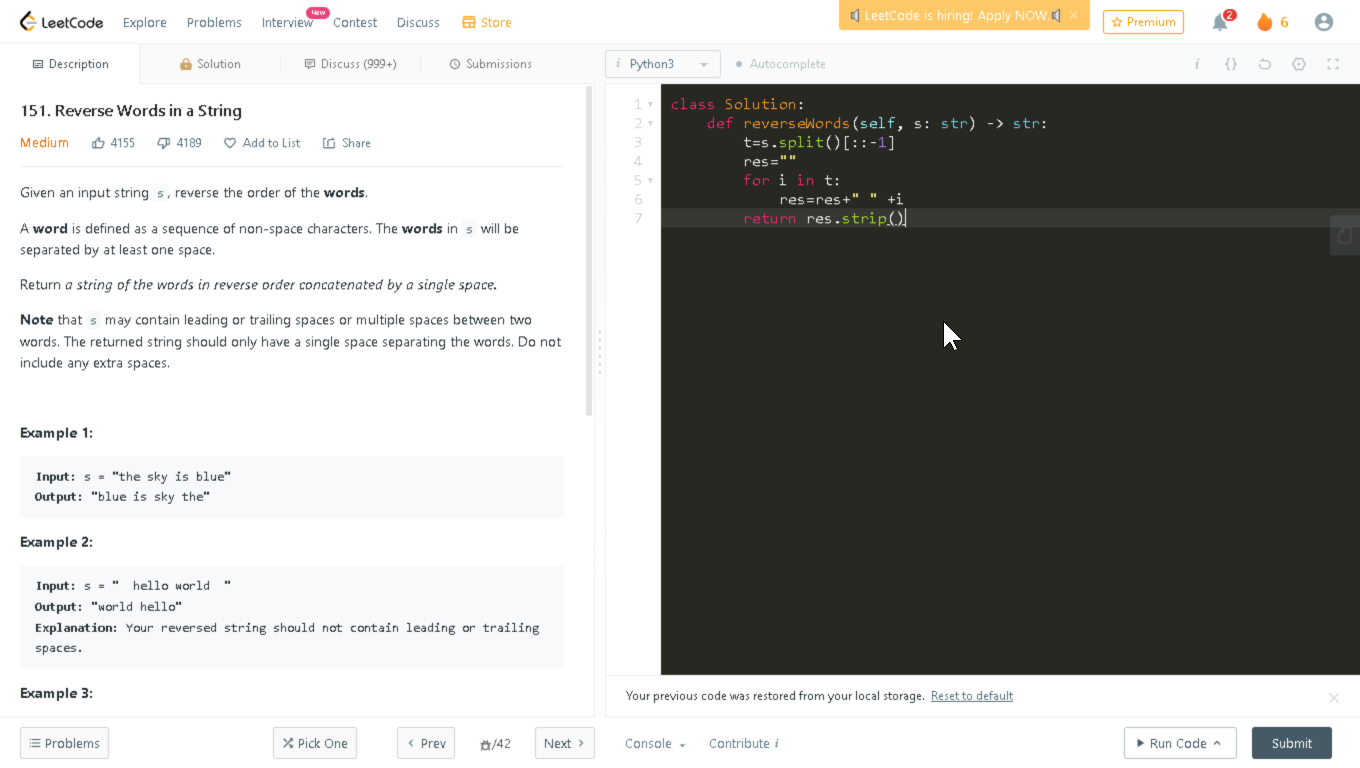 LeetCode Explore Problems Interview New Contest Discuss Store LeetCode is hiring! Apply NOW. × Premium 2 6
Description Solution Discuss (999+) Submissions
i Python3 Autocomplete i {}
151. Reverse Words in a String
Medium 4155 4189 Add to List Share
Given an input string s, reverse the order of the words.
A word is defined as a sequence of non-space characters. The words in s will be
separated by at least one space.
Return a string of the words in reverse order concatenated by a single space.
Note that s may contain leading or trailing spaces or multiple spaces between two
words. The returned string should only have a single space separating the words. Do not
include any extra spaces.
Example 1:
Input: s = "the sky is blue"
Output: "blue is sky the"
Example 2:
Input: s = "  hello world  "
Output: "world hello"
Explanation: Your reversed string should not contain leading or trailing
spaces.
Example 3:
1 class Solution:
2 def reverseWords(self, s: str) -> str:
3 t=s.split()[::-1]
4 res=""
5 for i in t:
6 res=res+" " +i
7 return res.strip()
Your previous code was restored from your local storage. Reset to default ×
Problems Pick One < Prev /42 Next > Console Contribute i Run Code Submit